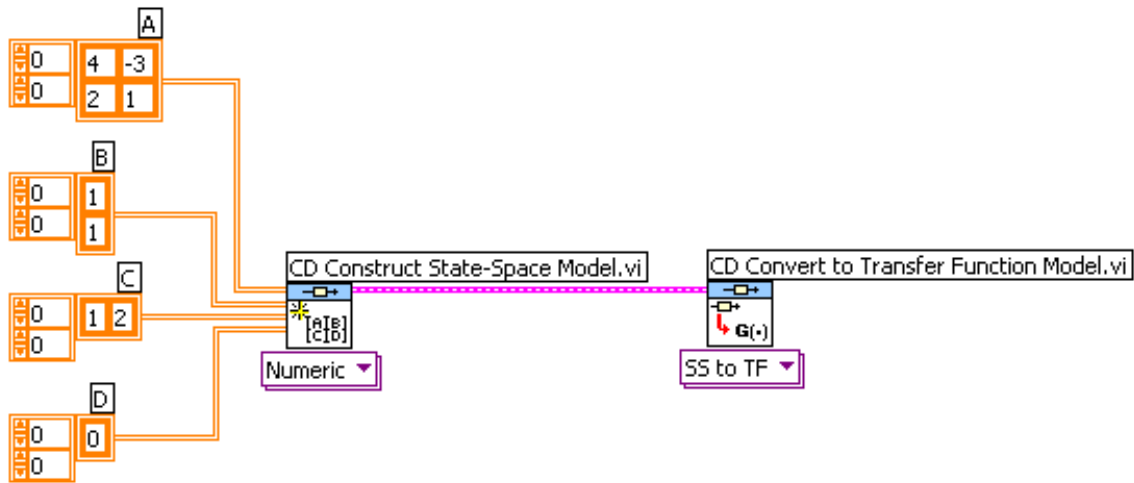 A
0
0
4 -3
2 1
B
0
0
1
1
C
0
0
1 2
D
0
0
0
CD Construct State-Space Model.vi
[A|B]
[C|D]
Numeric
CD Convert to Transfer Function Model.vi
G(·)
SS to TF